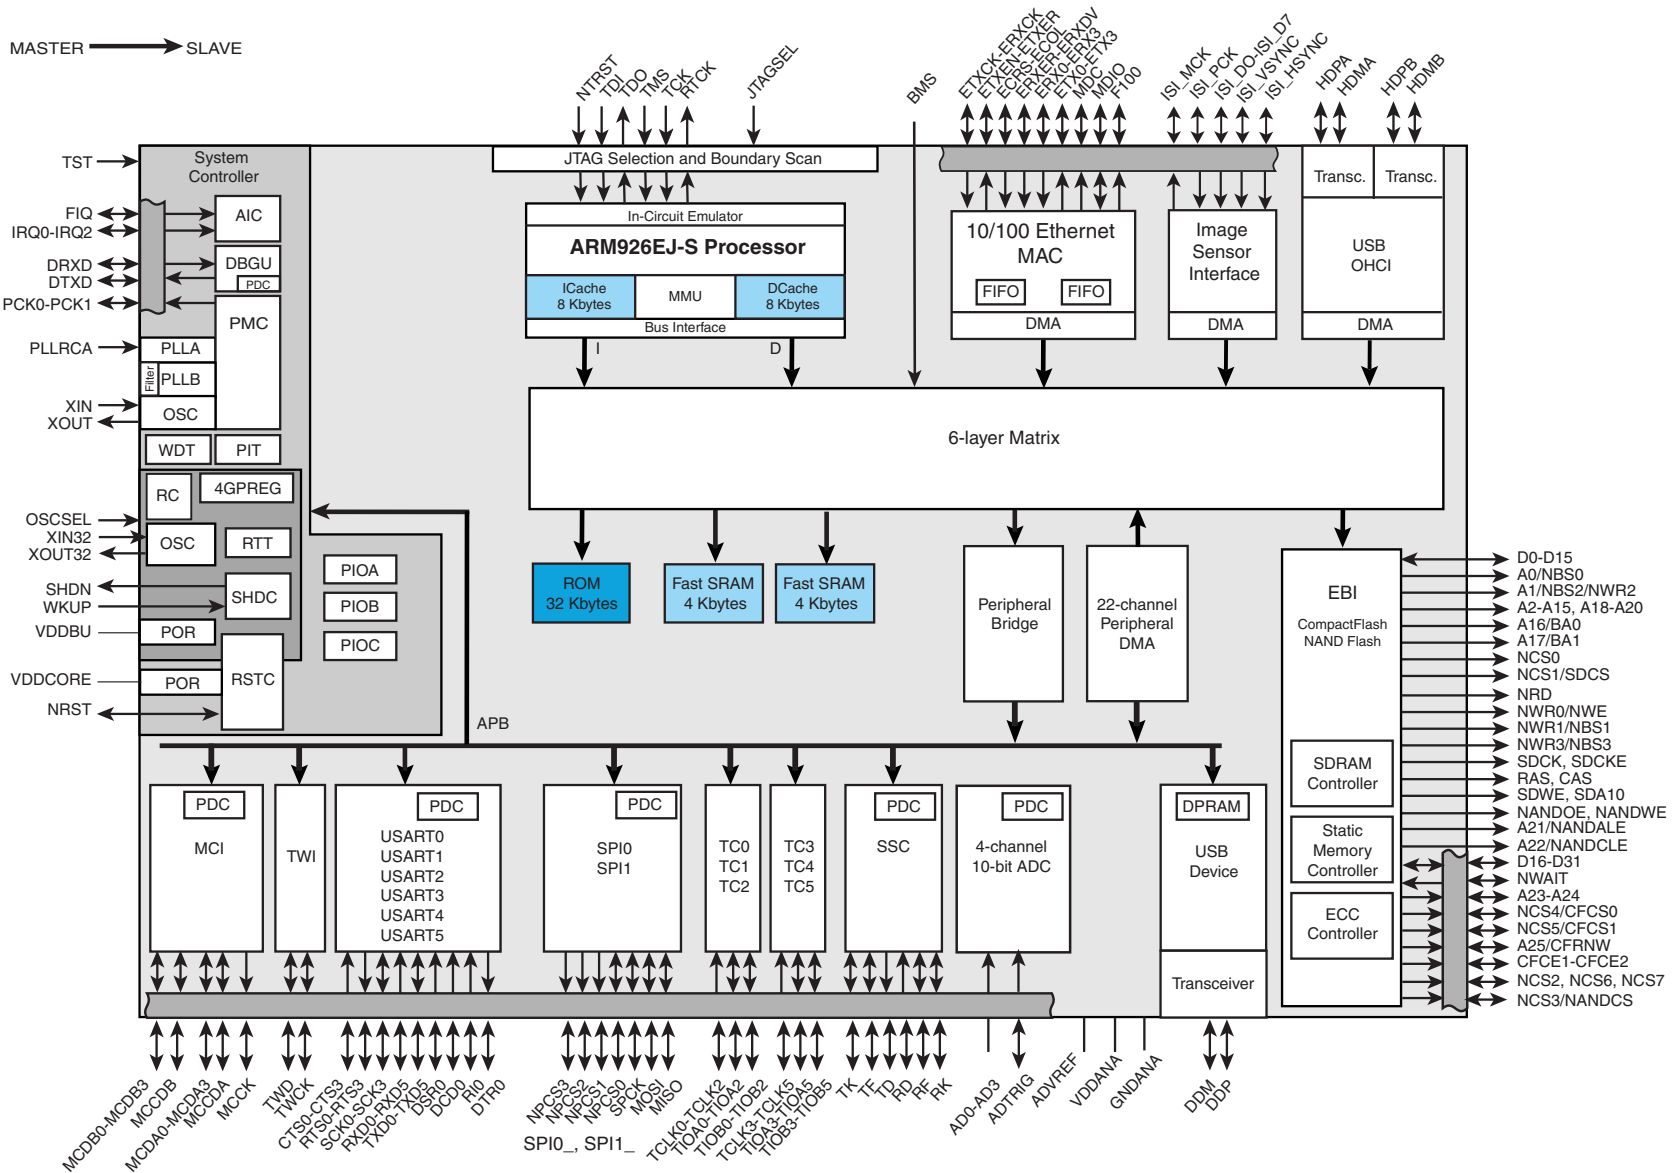 MASTER SLAVE
NTRST
TDI
TDO
TMS
TCK
RTCK
JTAGSEL
BMS
ETXCK-ERXCK
ETXEN-ETXER
ECRS-ECOL
ERXER-ERXDV
ERX0-ERX3
ETX0-ETX3
MDC
MDIO
F100
ISI_MCK
ISI_PCK
ISI_DO-ISI_D7
ISI_VSYNC
ISI_HSYNC
HDPA
HDMA
HDPB
HDMB
TST
FIQ
IRQ0-IRQ2
DRXD
DTXD
PCK0-PCK1
PLLRCA
XIN
XOUT
OSCSEL
XIN32
XOUT32
SHDN
WKUP
VDDBU
VDDCORE
NRST
System
Controller
AIC
DBGU
PDC
PMC
PLLA
Filter
PLLB
OSC
WDT
PIT
RC
4GPREG
OSC
RTT
SHDC
POR
POR
RSTC
PIOA
PIOB
PIOC
JTAG Selection and Boundary Scan
In-Circuit Emulator
ARM926EJ-S Processor
ICache
8 Kbytes
MMU
DCache
8 Kbytes
Bus Interface
I
D
10/100 Ethernet
MAC
FIFO
FIFO
DMA
Image
Sensor
Interface
DMA
Transc.
Transc.
USB
OHCI
DMA
6-layer Matrix
ROM
32 Kbytes
Fast SRAM
4 Kbytes
Fast SRAM
4 Kbytes
Peripheral
Bridge
22-channel
Peripheral
DMA
EBI
CompactFlash
NAND Flash
SDRAM
Controller
Static
Memory
Controller
ECC
Controller
D0-D15
A0/NBS0
A1/NBS2/NWR2
A2-A15, A18-A20
A16/BA0
A17/BA1
NCS0
NCS1/SDCS
NRD
NWR0/NWE
NWR1/NBS1
NWR3/NBS3
SDCK, SDCKE
RAS, CAS
SDWE, SDA10
NANDOE, NANDWE
A21/NANDALE
A22/NANDCLE
D16-D31
NWAIT
A23-A24
NCS4/CFCS0
NCS5/CFCS1
A25/CFRNW
CFCE1-CFCE2
NCS2, NCS6, NCS7
NCS3/NANDCS
APB
PDC
MCI
TWI
PDC
USART0
USART1
USART2
USART3
USART4
USART5
PDC
SPI0
SPI1
TC0
TC1
TC2
TC3
TC4
TC5
PDC
SSC
PDC
4-channel
10-bit ADC
DPRAM
USB
Device
Transceiver
MCDB0-MCDB3
MCCDB
MCDA0-MCDA3
MCCDA
MCCK
TWD
TWCK
CTS0-CTS3
RTS0-RTS3
SCK0-SCK3
RXD0-RXD5
TXD0-TXD5
DSR0
DCD0
RI0
DTR0
NPCS3
NPCS2
NPCS1
NPCS0
SPCK
MOSI
MISO
SPI0_, SPI1_
TCLK0-TCLK2
TIOA0-TIOA2
TIOB0-TIOB2
TCLK3-TCLK5
TIOA3-TIOA5
TIOB3-TIOB5
TK
TF
TD
RD
RF
RK
AD0-AD3
ADTRIG
ADVREF
VDDANA
GNDANA
DDM
DDP